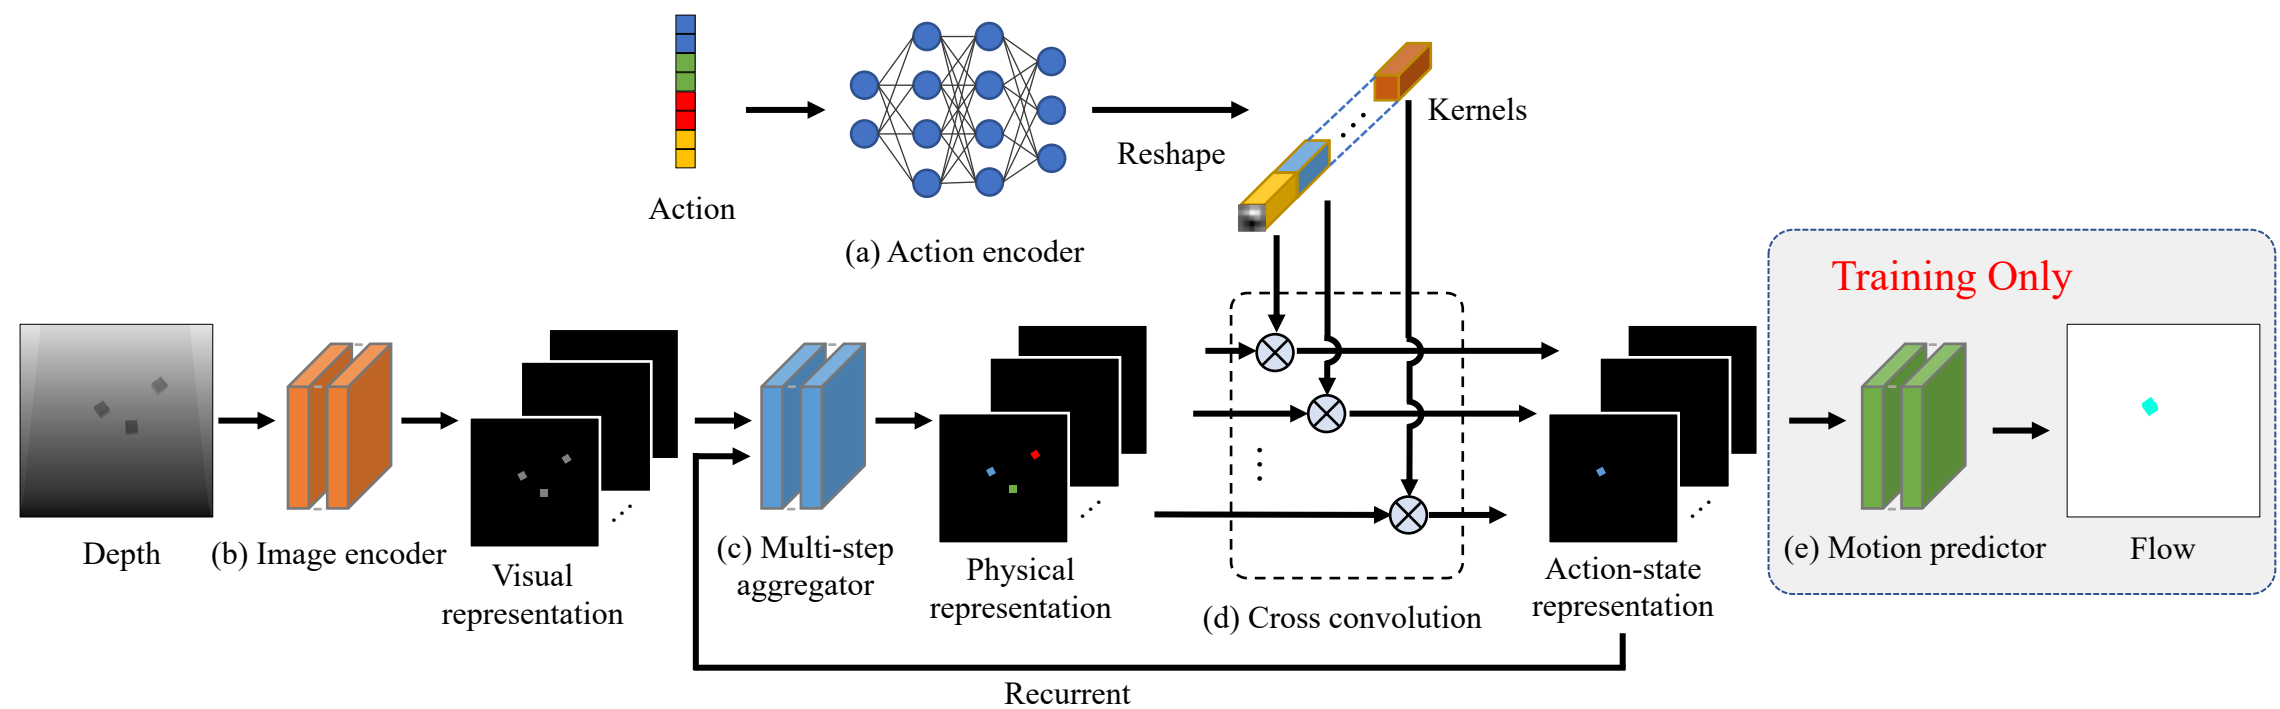 Action
(a) Action encoder
Reshape
Kernels
Training Only
Depth
(b) Image encoder
Visual
representation
(c) Multi-step
aggregator
Physical
representation
(d) Cross convolution
Action-state
representation
(e) Motion predictor
Flow
Recurrent